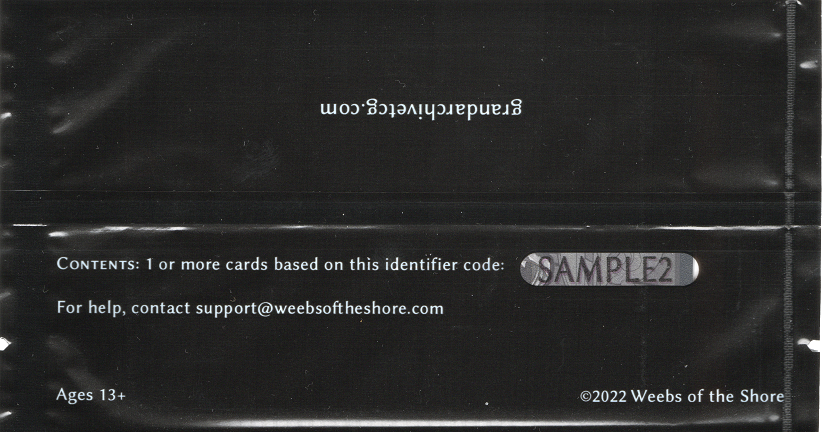 grandarchivetcg.com
CONTENTS: 1 or more cards based on this identifier code: SAMPLE2
For help, contact support@weebsoftheshore.com
Ages 13+
©2022 Weebs of the Shore